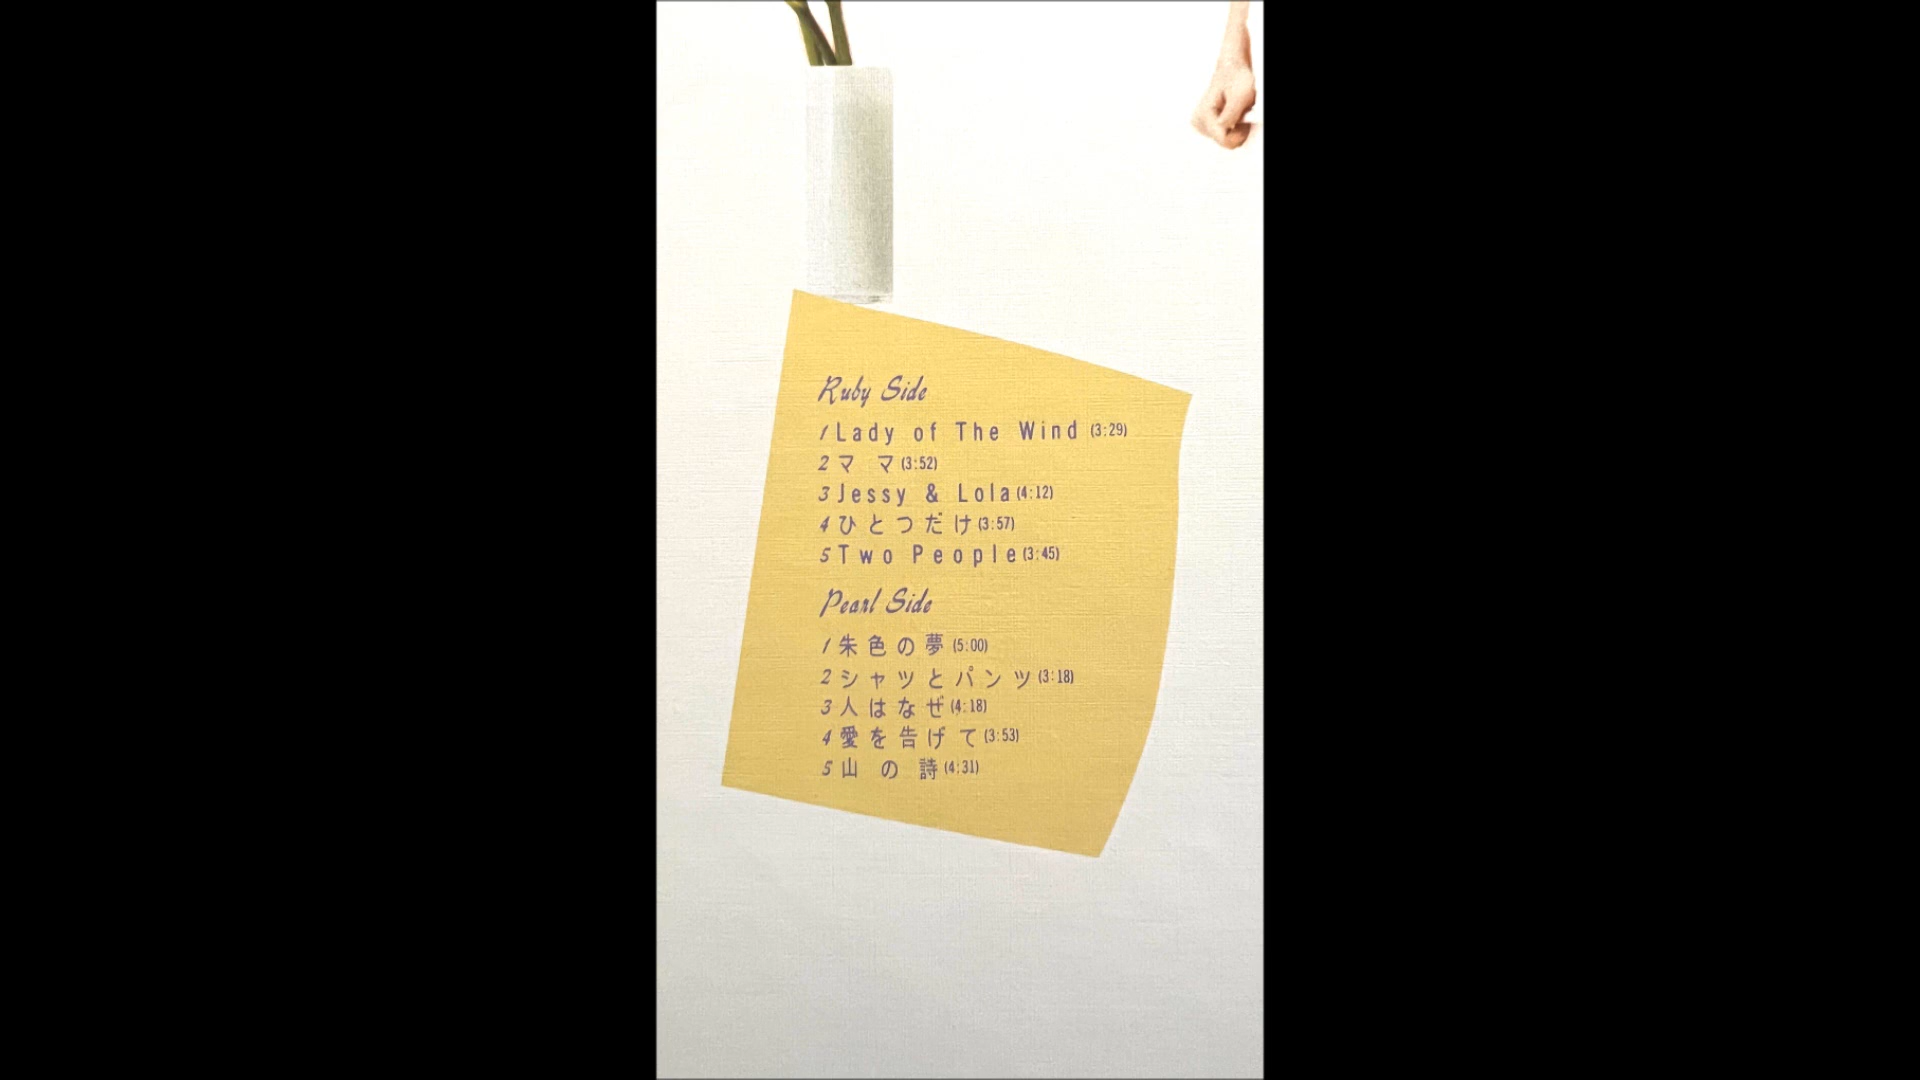 Ruby Side
1 Lady of The Wind (3:29)
2 ママ (3:52)
3 Jessy & Lola (4:12)
4 ひとつだけ (3:57)
5 Two People (3:45)
Pearl Side
1 朱色の夢 (5:00)
2 シャツとパンツ (3:18)
3 人はなぜ (4:18)
4 愛を告げて (3:53)
5 山の詩 (4:31)